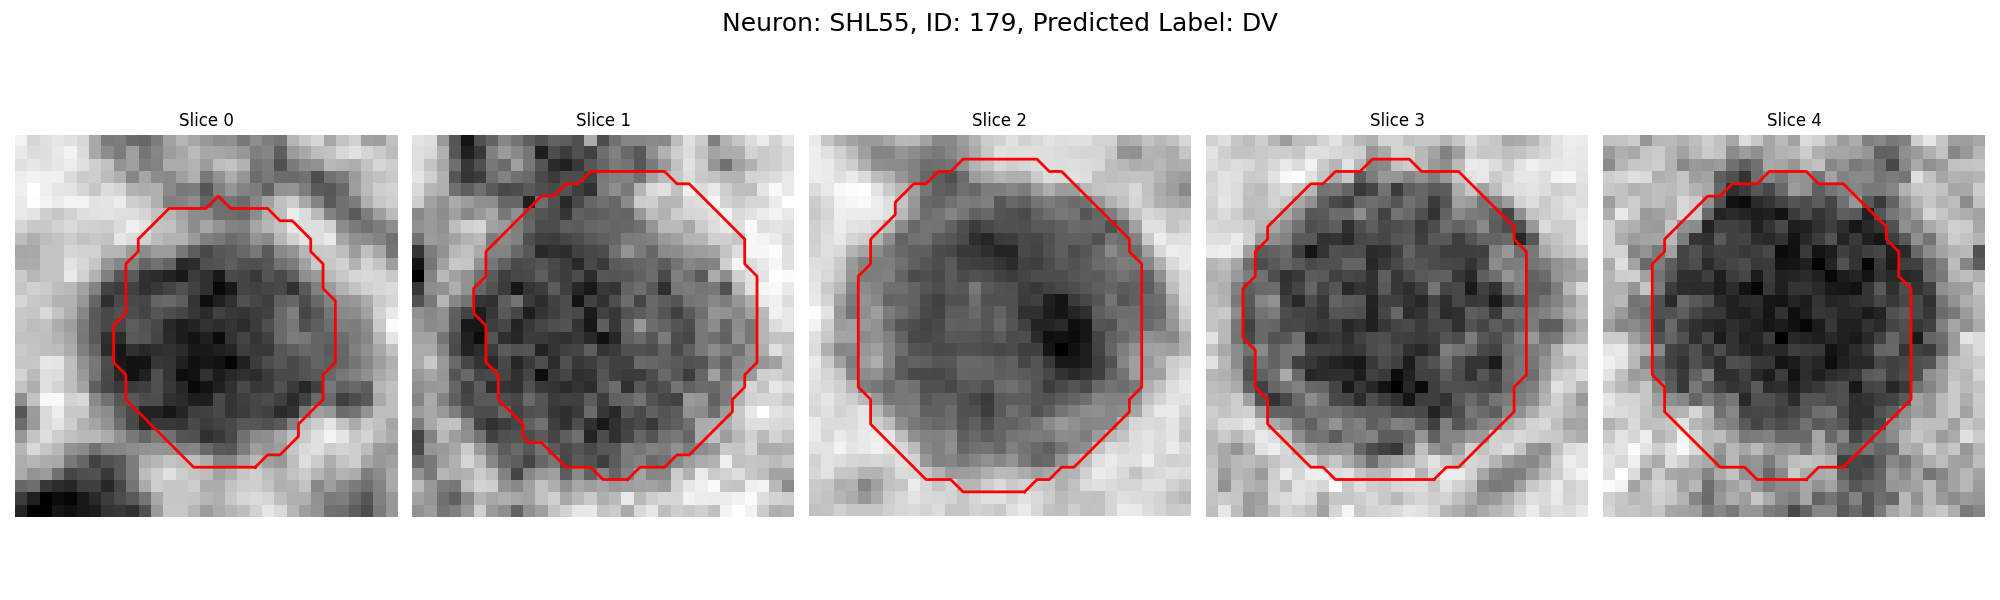 Neuron: SHL55, ID: 179, Predicted Label: DV
Slice 0
Slice 1
Slice 2
Slice 3
Slice 4